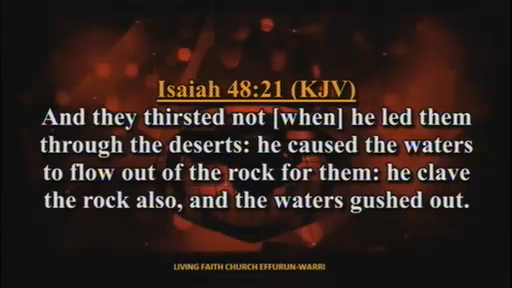 Isaiah 48:21 (KJV)
And they thirsted not [when] he led them
through the deserts: he caused the waters
to flow out of the rock for them: he clave
the rock also, and the waters gushed out.
LIVING FAITH CHURCH EFFURUN-WARRI